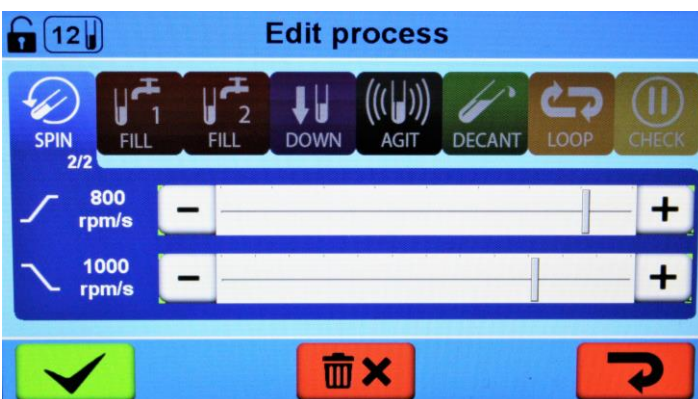 12
Edit process
SPIN
2/2
1
FILL
2
FILL
DOWN
AGIT
DECANT
LOOP
CHECK
800
rpm/s
1000
rpm/s